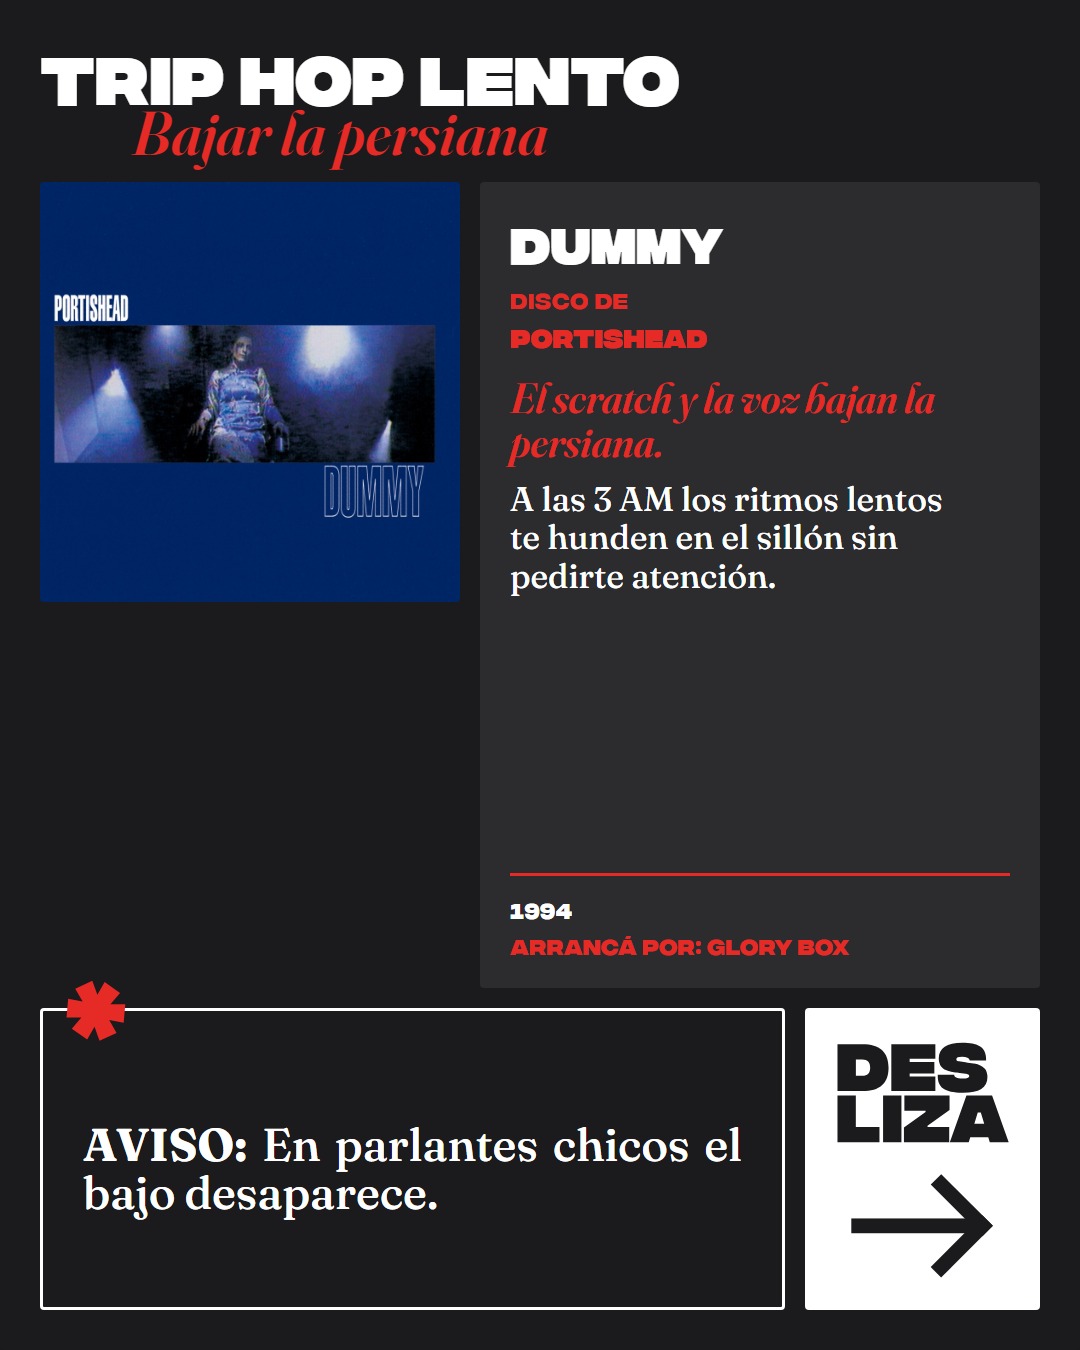 TRIP HOP LENTO
Bajar la persiana
PORTISHEAD
DUMMY
DUMMY
DISCO DE
PORTISHEAD
El scratch y la voz bajan la
persiana.
A las 3 AM los ritmos lentos
te hunden en el sillón sin
pedirte atención.
1994
ARRANCÁ POR: GLORY BOX
AVISO: En parlantes chicos el
bajo desaparece.
DES
LIZA